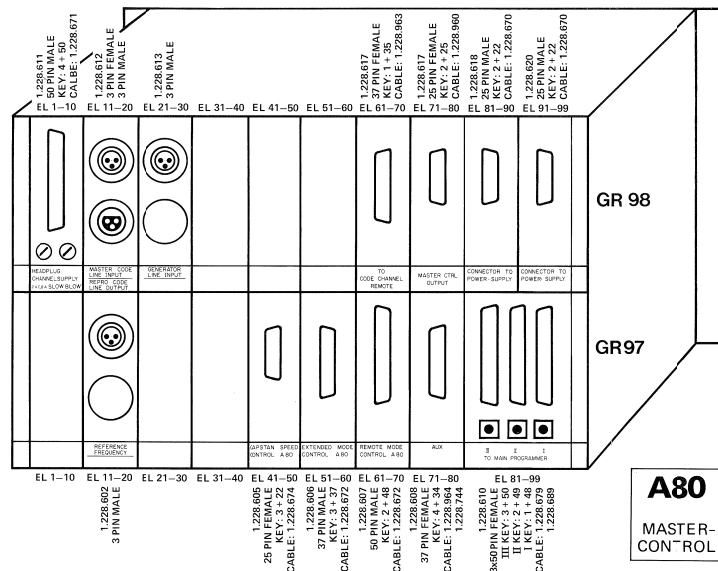 1.228.611
50 PIN MALE
KEY: 4 + 50
CALBE: 1.228.671
1.228.612
3 PIN FEMALE
3 PIN MALE
1.228.613
3 PIN MALE
1.228.617
37 PIN FEMALE
KEY: 1 + 35
CABLE: 1.228.963
1.228.617
25 PIN FEMALE
KEY: 2 + 25
CABLE: 1.228.960
1.228.618
25 PIN MALE
KEY: 2 + 22
CABLE: 1.228.670
1.228.620
25 PIN MALE
KEY: 2 + 22
CABLE: 1.228.670
EL 1–10
EL 11–20
EL 21–30
EL 31–40
EL 41–50
EL 51–60
EL 61–70
EL 71–80
EL 81–90
EL 91–99
GR 98
HEADPLUG
CHANNELSUPPLY
SLOW BLOW
MASTER CODE
LINE INPUT
REPRO CODE
LINE OUTPUT
GENERATOR
LINE INPUT
TO
CODE CHANNEL
REMOTE
MASTER CTRL
OUTPUT
CONNECTOR TO
POWER-SUPPLY
CONNECTOR TO
POWER-SUPPLY
GR97
REFERENCE
FREQUENCY
CAPSTAN SPEED
CONTROL A80
EXTENDED MODE
CONTROL A80
REMOTE MODE
CONTROL A80
AUX
III II I
TO MAIN PROGRAMMER
EL 1–10
EL 11–20
EL 21–30
EL 31–40
EL 41–50
EL 51–60
EL 61–70
EL 71–80
EL 81–99
1.228.602
3 PIN MALE
1.228.605
25 PIN FEMALE
KEY: 3 + 22
CABLE: 1.228.674
1.228.606
37 PIN MALE
KEY: 3 + 37
CABLE: 1.228.672
1.228.607
50 PIN MALE
KEY: 2 + 48
CABLE: 1.228.672
1.228.608
37 PIN FEMALE
KEY: 4 + 34
CABLE: 1.228.964
1.228.744
1.228.610
3x50 PIN FEMALE
III KEY: 3 + 50
II KEY: 2 + 49
I KEY: 1 + 48
CABLE: 1.228.679
1.228.689
A80
MASTER-
CONTROL